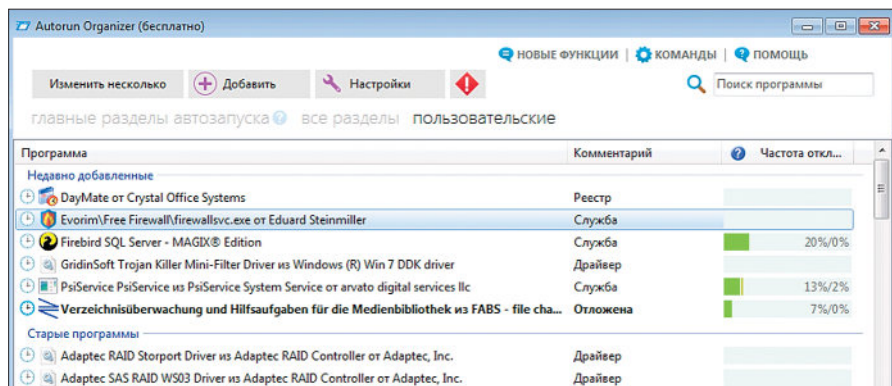 Autorun Organizer (бесплатно)
НОВЫЕ ФУНКЦИИ | КОМАНДЫ | ПОМОЩЬ
Изменить несколько Добавить Настройки Поиск программы
главные разделы автозапуска все разделы пользовательские
Программа Комментарий Частота откл...
Недавно добавленные
DayMate от Crystal Office Systems Реестр
Evorim\Free Firewall\firewallsvc.exe от Eduard Steinmiller Служба
Firebird SQL Server - MAGIX® Edition Служба 20%/0%
GridinSoft Trojan Killer Mini-Filter Driver из Windows (R) Win 7 DDK driver Драйвер
PsiService PsiService из PsiService System Service от arvato digital services llc Служба 13%/2%
Verzeichnisüberwachung und Hilfsaufgaben für die Medienbibliothek из FABS - file cha... Отложена 7%/0%
Старые программы
Adaptec RAID Storport Driver из Adaptec RAID Controller от Adaptec, Inc. Драйвер
Adaptec SAS RAID WS03 Driver из Adaptec RAID Controller от Adaptec, Inc. Драйвер